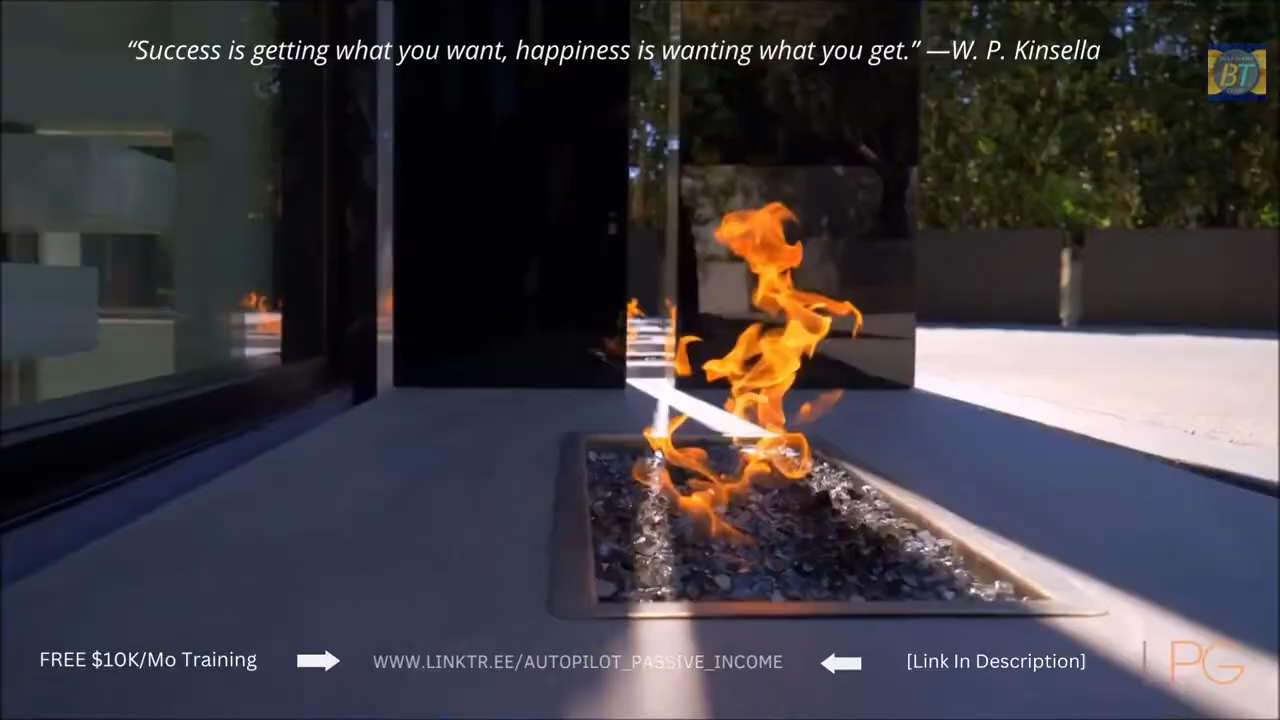 “Success is getting what you want, happiness is wanting what you get.” —W. P. Kinsella
BT
FREE $10K/Mo Training
WWW.LINKTR.EE/AUTOPILOT_PASSIVE_INCOME
[Link In Description]
PG